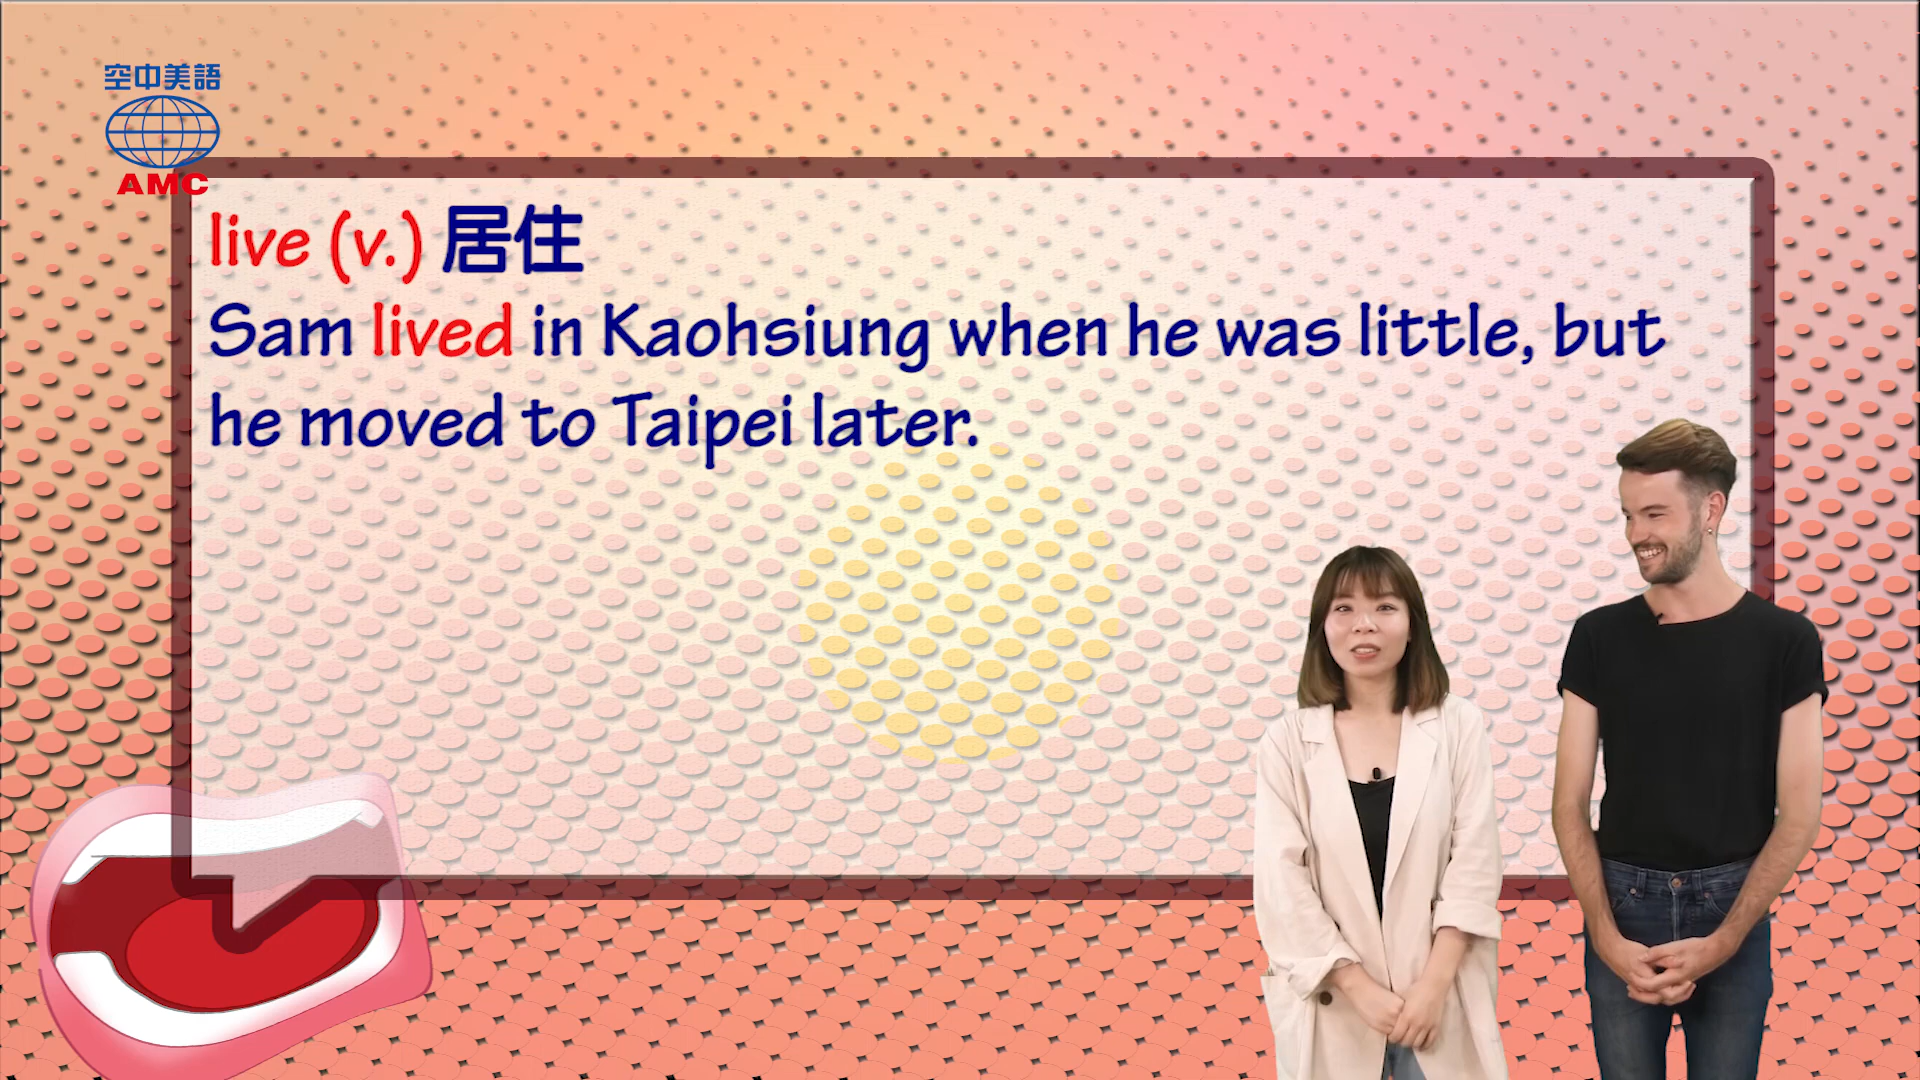 空中美語
AMC
live (v.) 居住
Sam lived in Kaohsiung when he was little, but
he moved to Taipei later.